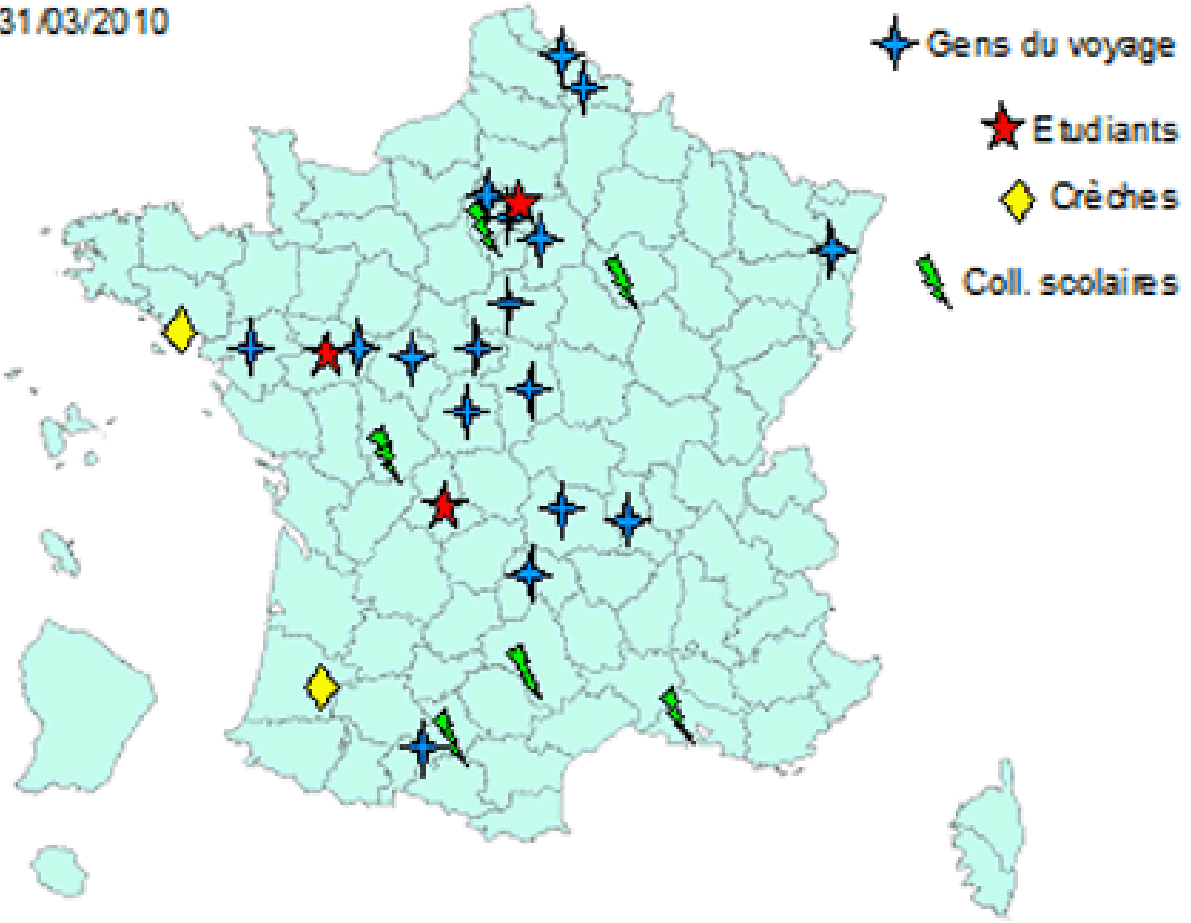 31/03/2010
Gens du voyage
Etudiants
Crèches
Coll. scolaires